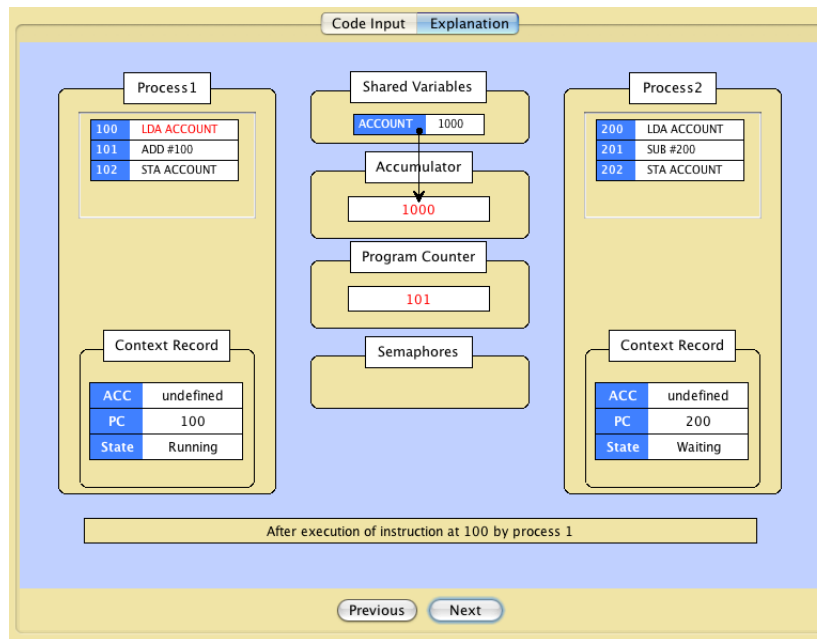 Code Input Explanation
Process1
100 LDA ACCOUNT
101 ADD #100
102 STA ACCOUNT
Context Record
ACC undefined
PC 100
State Running
Shared Variables
ACCOUNT 1000
Accumulator
1000
Program Counter
101
Semaphores
Process2
200 LDA ACCOUNT
201 SUB #200
202 STA ACCOUNT
Context Record
ACC undefined
PC 200
State Waiting
After execution of instruction at 100 by process 1
Previous Next